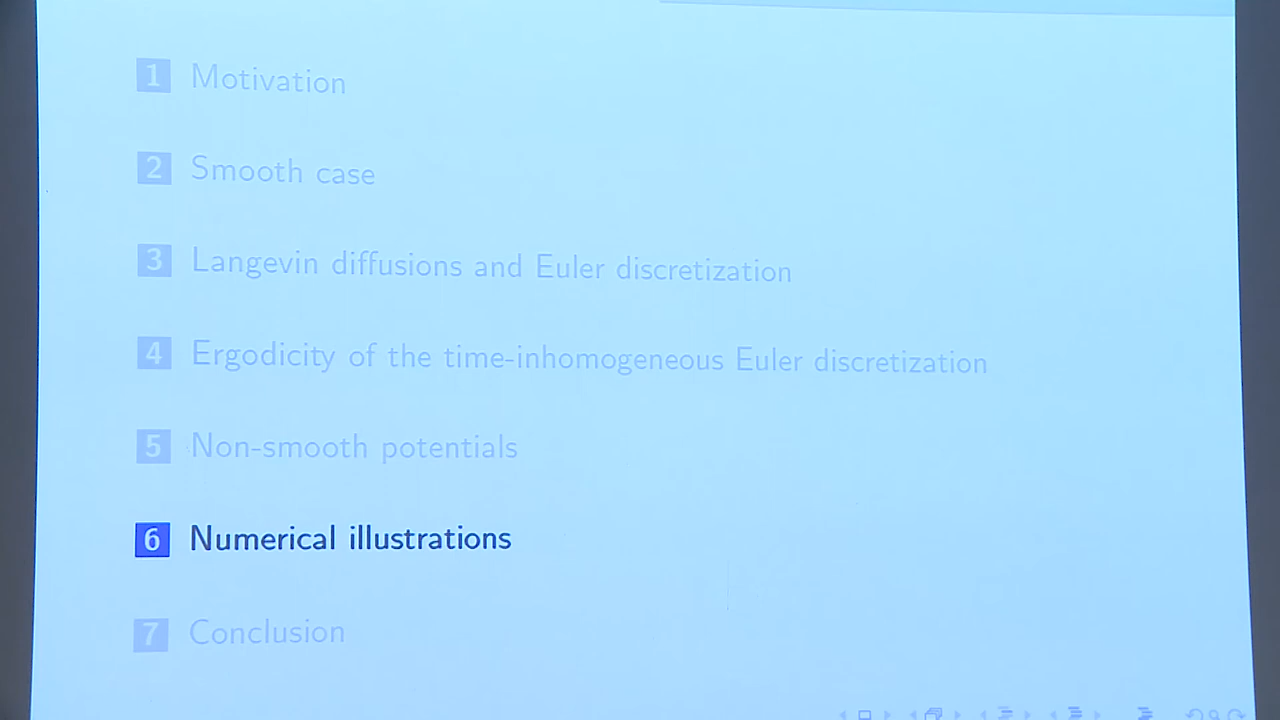 1 Motivation
2 Smooth case
3 Langevin diffusions and Euler discretization
4 Ergodicity of the time-inhomogeneous Euler discretization
5 Non-smooth potentials
6 Numerical illustrations
7 Conclusion